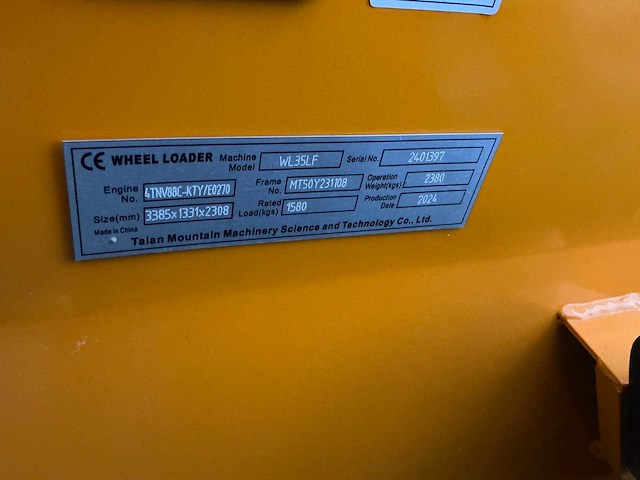 CE WHEEL LOADER Machine Model WL35LF Serial No. 2401397
Engine No. 4TNV88C-KTY/E0270 Frame No. MT50Y231108 Operation Weight(kgs) 2380
Size(mm) 3385x1331x2308 Rated Load(kgs) 1580 Production Date 2024
Made in China
Taian Mountain Machinery Science and Technology Co., Ltd.